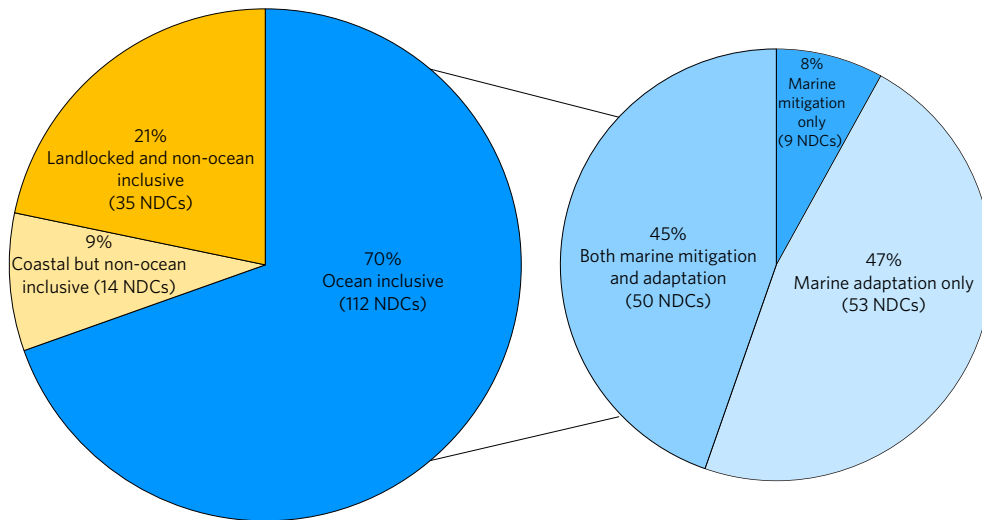 21%
Landlocked and non-ocean
inclusive
(35 NDCs)
9%
Coastal but non-ocean
inclusive (14 NDCs)
70%
Ocean inclusive
(112 NDCs)
8%
Marine
mitigation
only
(9 NDCs)
45%
Both marine mitigation
and adaptation
(50 NDCs)
47%
Marine adaptation only
(53 NDCs)